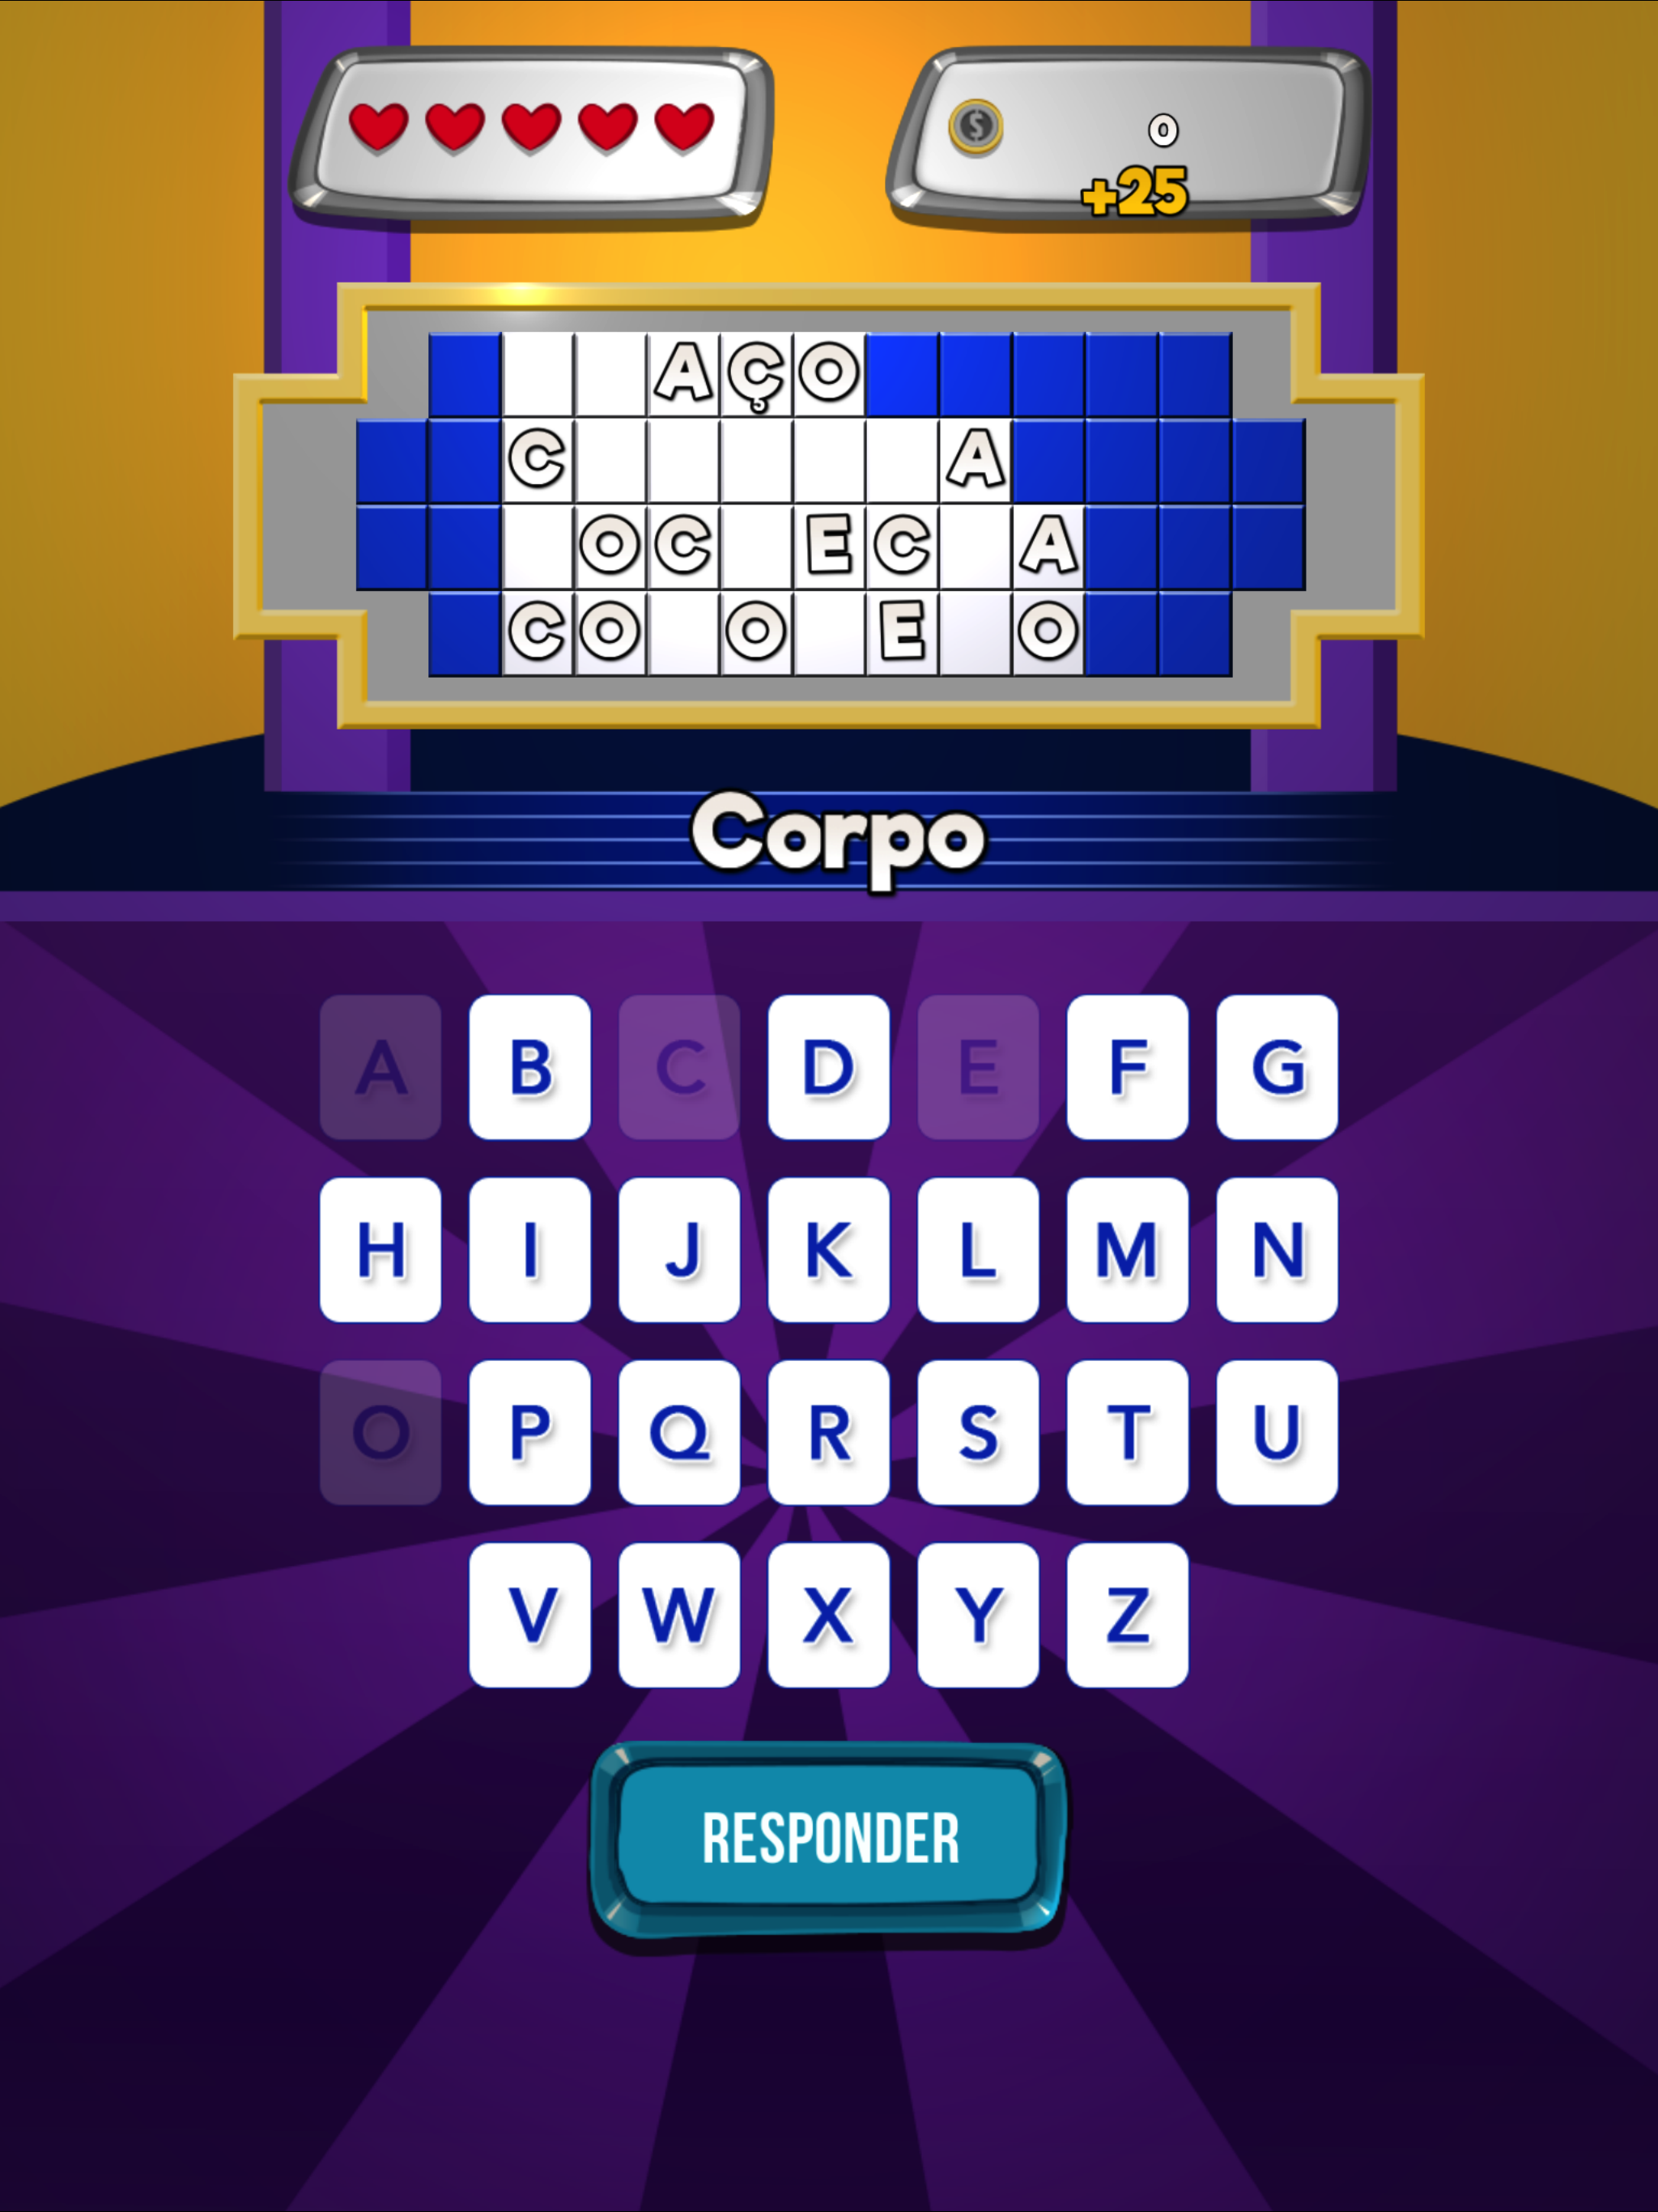 $ 0
+25
AÇO
C A
OC EC A
CO O E O
Corpo
A B C D E F G
H I J K L M N
O P Q R S T U
V W X Y Z
RESPONDER